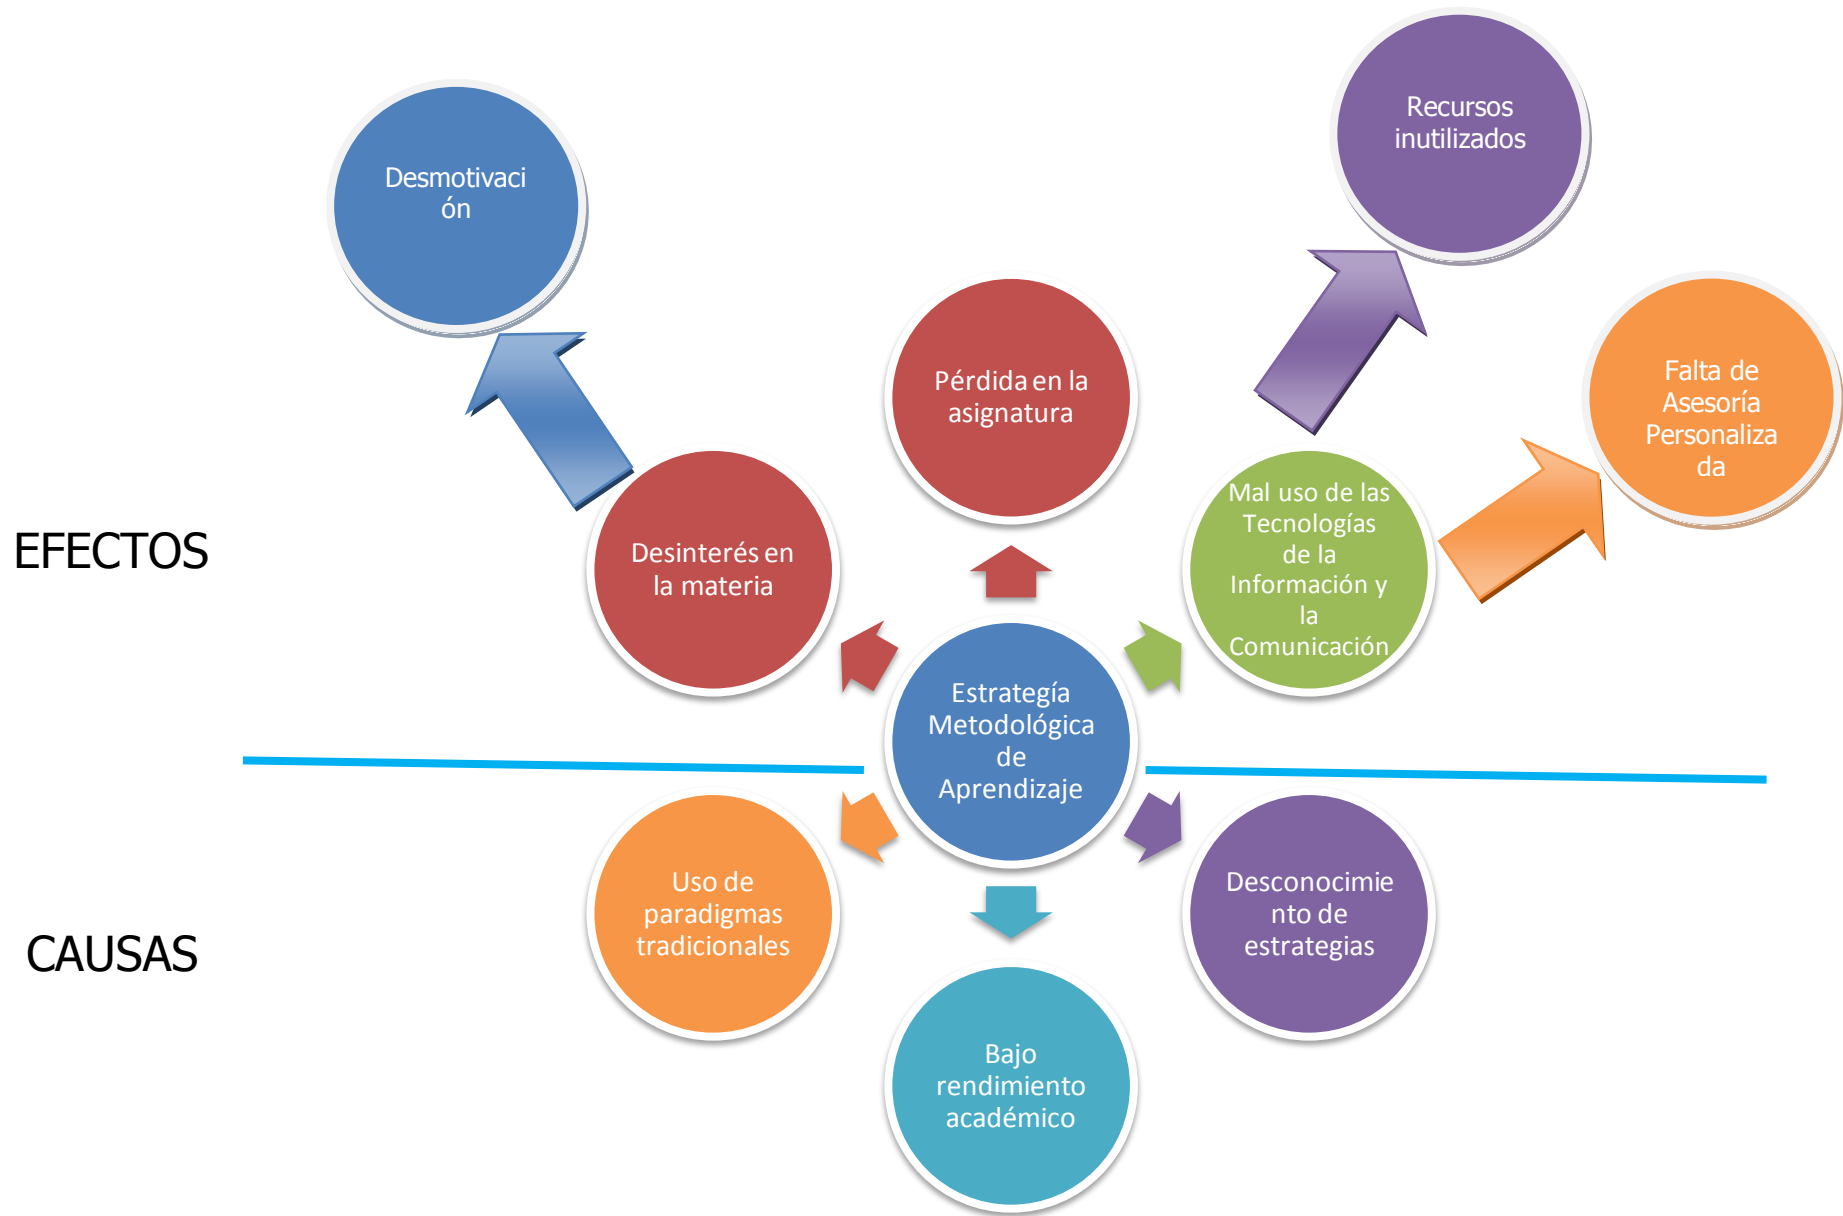 Recursos
inutilizados
Desmotivaci
ón
Pérdida en la
asignatura
Falta de
Asesoría
Personaliza
da
Mal uso de las
Tecnologías
de la
Información y
la
Comunicación
EFECTOS
Desinterés en
la materia
Estrategía
Metodológica
de
Aprendizaje
CAUSAS
Uso de
paradigmas
tradicionales
Desconocimie
nto de
estrategias
Bajo
rendimiento
académico